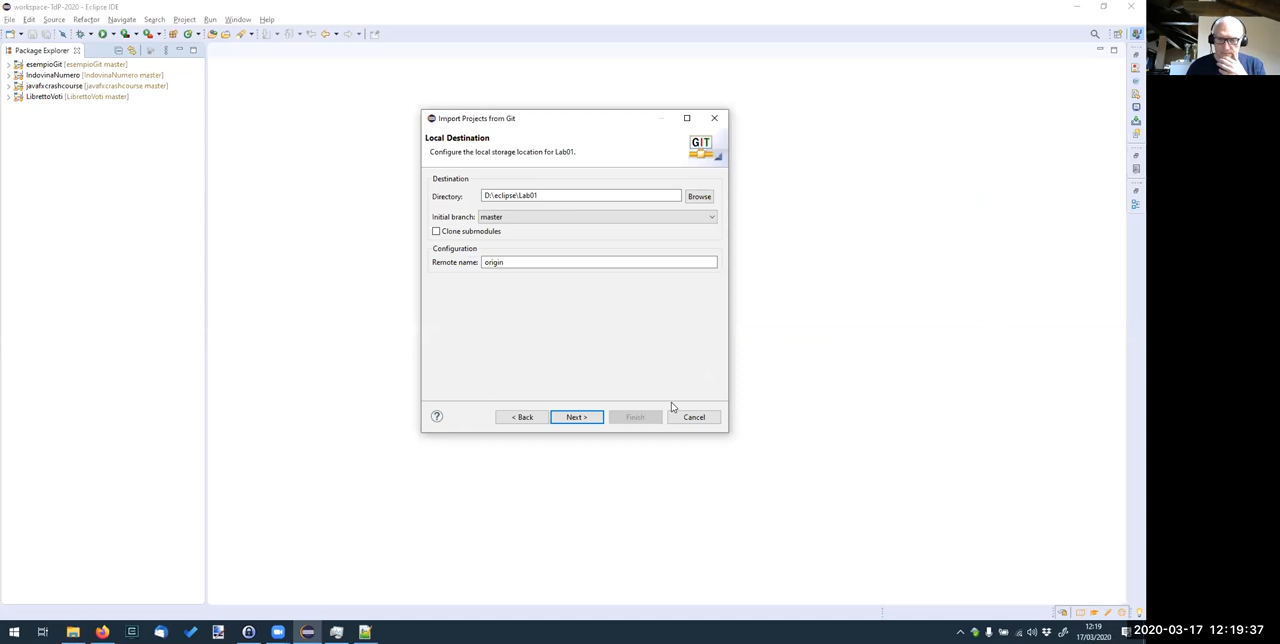 workspace-TdP-2020 - Eclipse IDE
File Edit Source Refactor Navigate Search Project Run Window Help
Package Explorer
esempioGit [esempioGit master]
IndovinaNumero [IndovinaNumero master]
javafxcrashcourse [javafxcrashcourse master]
LibrettoVoti [LibrettoVoti master]
Import Projects from Git
Local Destination
Configure the local storage location for Lab01.
GIT
Destination
Directory: D:\eclipse\Lab01 Browse
Initial branch: master
Clone submodules
Configuration
Remote name: origin
? < Back Next > Finish Cancel
12:19
17/03/2020
2020-03-17 12:19:37